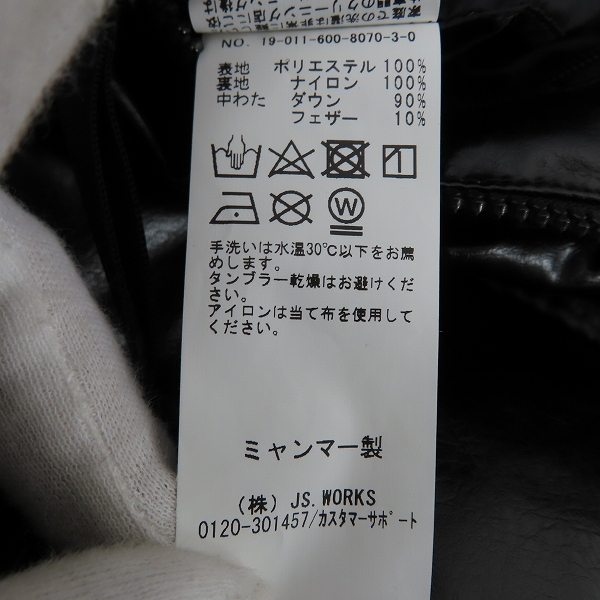 NO. 19-011-600-8070-3-0
表地 ポリエステル 100%
裏地 ナイロン 100%
中わた ダウン 90%
フェザー 10%
W
手洗いは水温30℃以下をお薦
めします。
タンブラー乾燥はお避けくださ
い。
アイロンは当て布を使用して
ください。
ミャンマー製
(株) JS.WORKS
0120-301457/カスタマーサポート